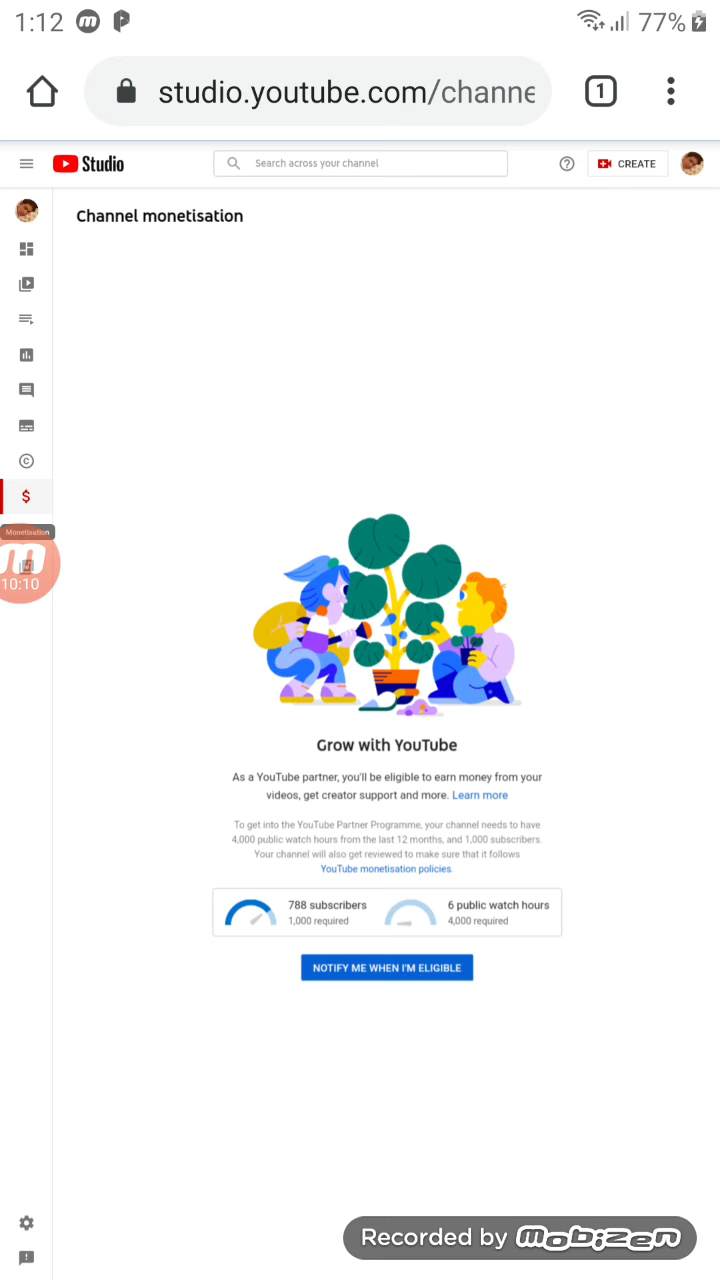 1:12
77%
studio.youtube.com/channe
1
Studio
Search across your channel
CREATE
Channel monetisation
$
Monetisation
10:10
Grow with YouTube
As a YouTube partner, you'll be eligible to earn money from your
videos, get creator support and more. Learn more
To get into the YouTube Partner Programme, your channel needs to have
4,000 public watch hours from the last 12 months, and 1,000 subscribers.
Your channel will also get reviewed to make sure that it follows
YouTube monetisation policies.
788 subscribers
1,000 required
6 public watch hours
4,000 required
NOTIFY ME WHEN I'M ELIGIBLE
Recorded by mobizen